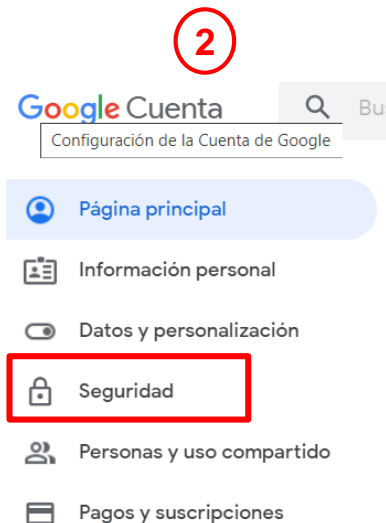 2
Google Cuenta
Configuración de la Cuenta de Google
Página principal
Información personal
Datos y personalización
Seguridad
Personas y uso compartido
Pagos y suscripciones